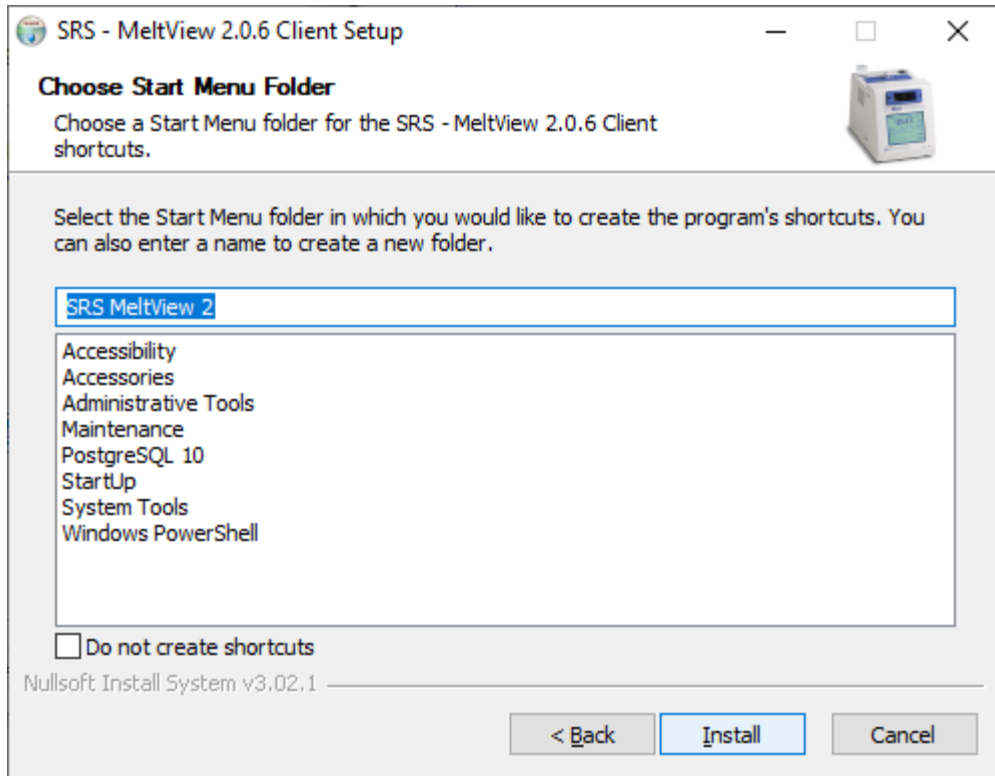 SRS - MeltView 2.0.6 Client Setup
Choose Start Menu Folder
Choose a Start Menu folder for the SRS - MeltView 2.0.6 Client
shortcuts.
Select the Start Menu folder in which you would like to create the program's shortcuts. You
can also enter a name to create a new folder.
SRS MeltView 2
Accessibility
Accessories
Administrative Tools
Maintenance
PostgreSQL 10
StartUp
System Tools
Windows PowerShell
Do not create shortcuts
Nullsoft Install System v3.02.1
< Back
Install
Cancel